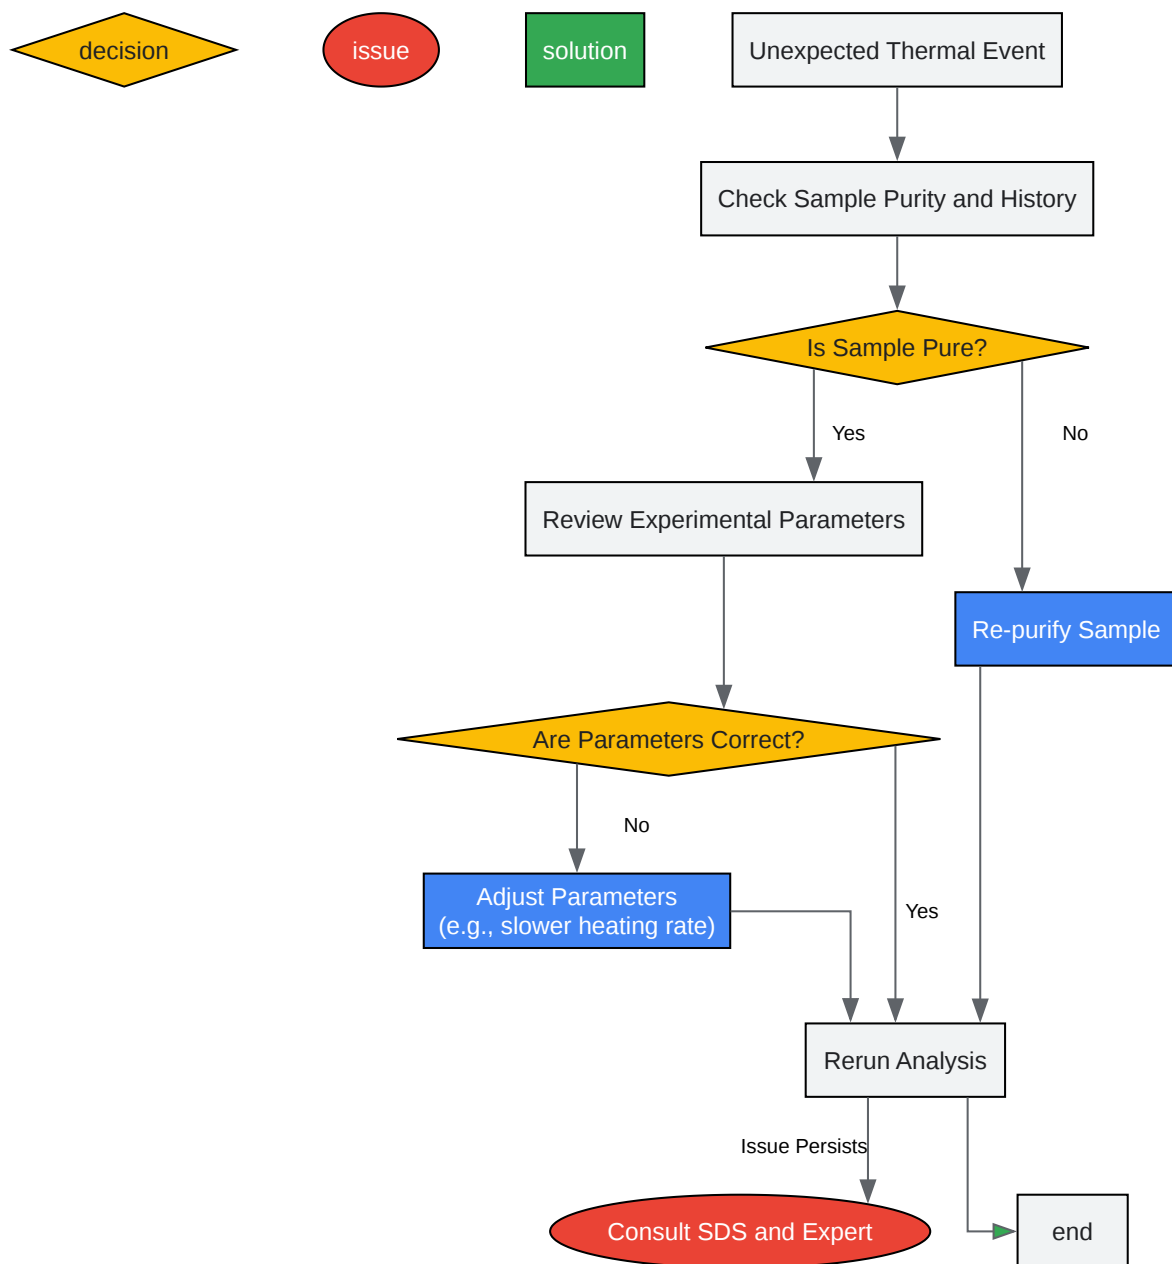 decision
issue
solution
Unexpected Thermal Event
Check Sample Purity and History
Is Sample Pure?
Yes
No
Review Experimental Parameters
Re-purify Sample
Are Parameters Correct?
No
Adjust Parameters
(e.g., slower heating rate)
Yes
Rerun Analysis
Issue Persists
Consult SDS and Expert
end